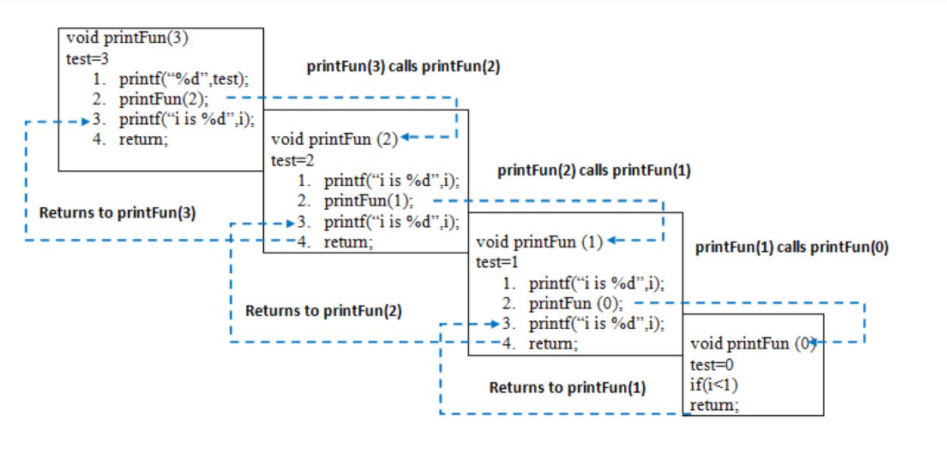 void printFun(3)
test=3
1. printf(“%d”,test);
2. printFun(2);
3. printf(“i is %d”,i);
4. return;
printFun(3) calls printFun(2)
Returns to printFun(3)
void printFun (2)
test=2
1. printf(“i is %d”,i);
2. printFun(1);
3. printf(“i is %d”,i);
4. return;
printFun(2) calls printFun(1)
Returns to printFun(2)
void printFun (1)
test=1
1. printf(“i is %d”,i);
2. printFun (0);
3. printf(“i is %d”,i);
4. return;
printFun(1) calls printFun(0)
Returns to printFun(1)
void printFun (0)
test=0
if(i<1)
return;